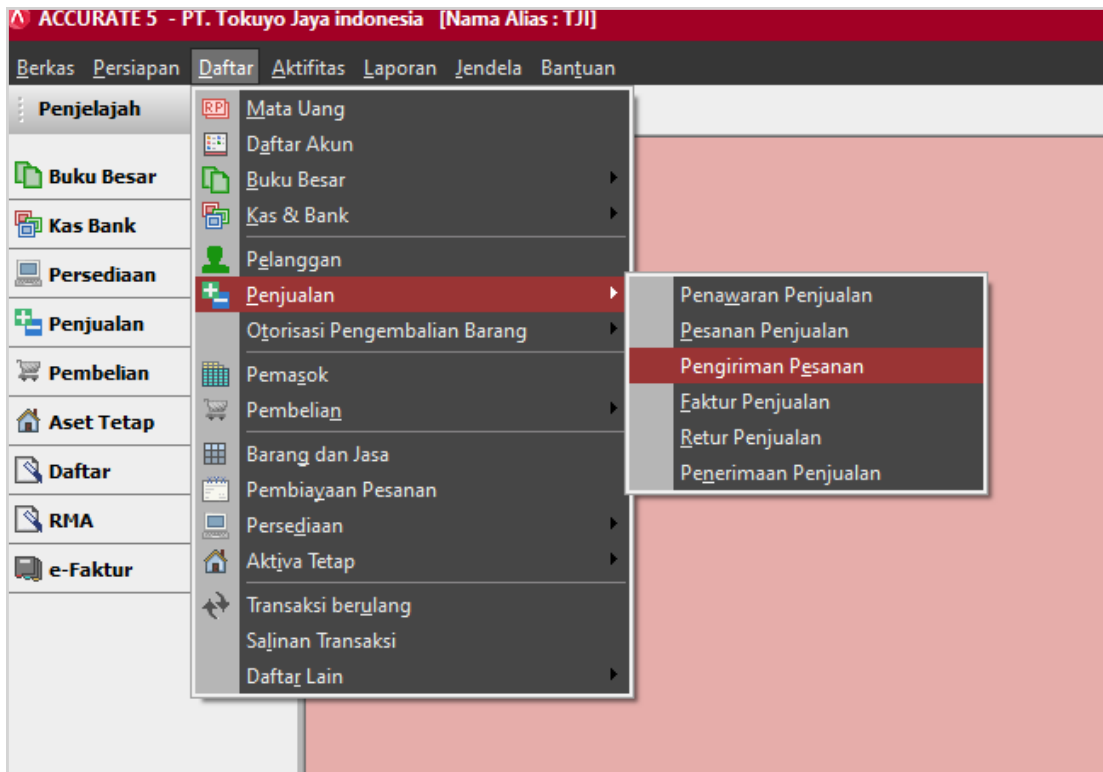 ACCURATE 5 - PT. Tokuyo Jaya indonesia [Nama Alias : TJI]
Berkas Persiapan Daftar Aktifitas Laporan Jendela Bantuan
Penjelajah
Buku Besar
Kas Bank
Persediaan
Penjualan
Pembelian
Aset Tetap
Daftar
RMA
e-Faktur
RP
Mata Uang
Daftar Akun
Buku Besar
Kas & Bank
Pelanggan
Penjualan
Otorisasi Pengembalian Barang
Pemasok
Pembelian
Barang dan Jasa
Pembiayaan Pesanan
Persediaan
Aktiva Tetap
Transaksi berulang
Salinan Transaksi
Daftar Lain
Penawaran Penjualan
Pesanan Penjualan
Pengiriman Pesanan
Faktur Penjualan
Retur Penjualan
Penerimaan Penjualan